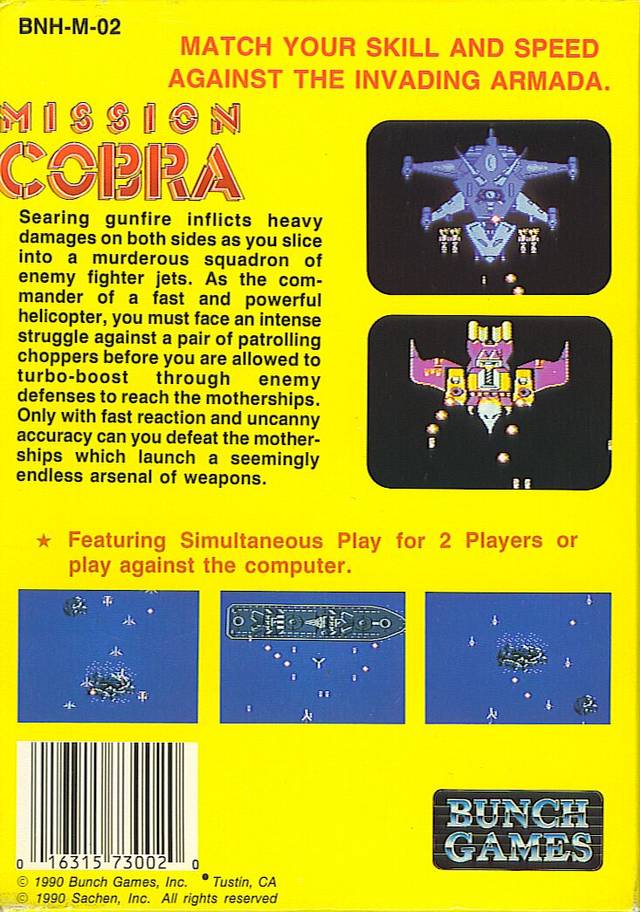 BNH-M-02
MATCH YOUR SKILL AND SPEED
AGAINST THE INVADING ARMADA.
MISSION
COBRA
Searing gunfire inflicts heavy
damages on both sides as you slice
into a murderous squadron of
enemy fighter jets. As the com-
mander of a fast and powerful
helicopter, you must face an intense
struggle against a pair of patrolling
choppers before you are allowed to
turbo-boost through enemy
defenses to reach the motherships.
Only with fast reaction and uncanny
accuracy can you defeat the mother-
ships which launch a seemingly
endless arsenal of weapons.
★ Featuring Simultaneous Play for 2 Players or
play against the computer.
0 16315 73002 0
BUNCH
GAMES
© 1990 Bunch Games, Inc. • Tustin, CA
© 1990 Sachen, Inc. All rights reserved